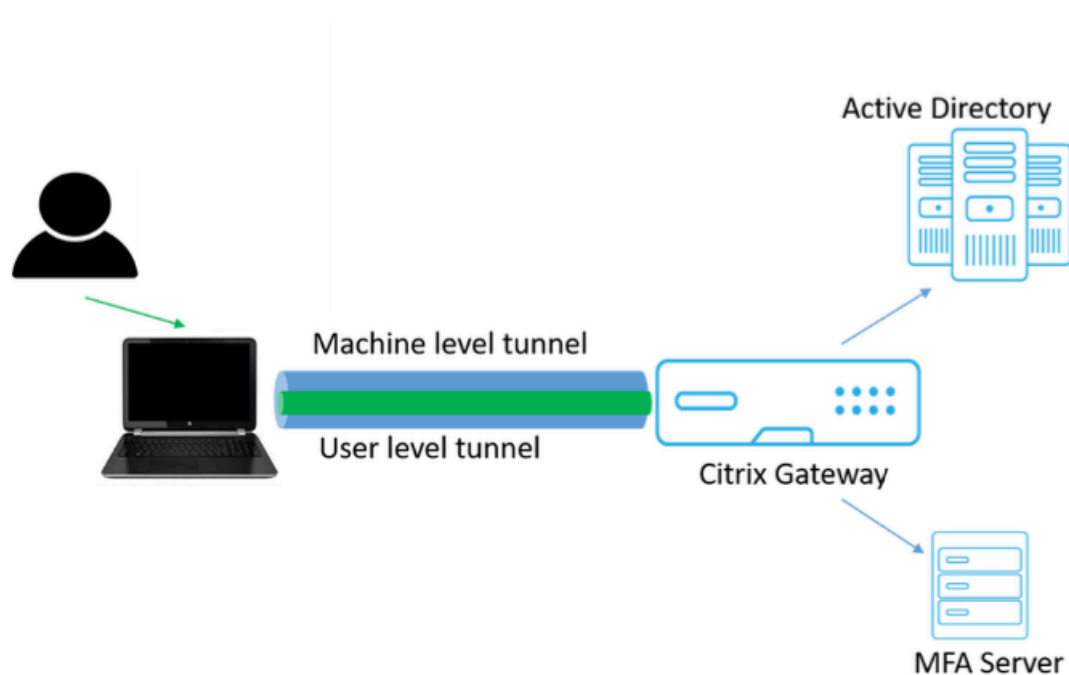 Active Directory
Machine level tunnel
User level tunnel
Citrix Gateway
MFA Server